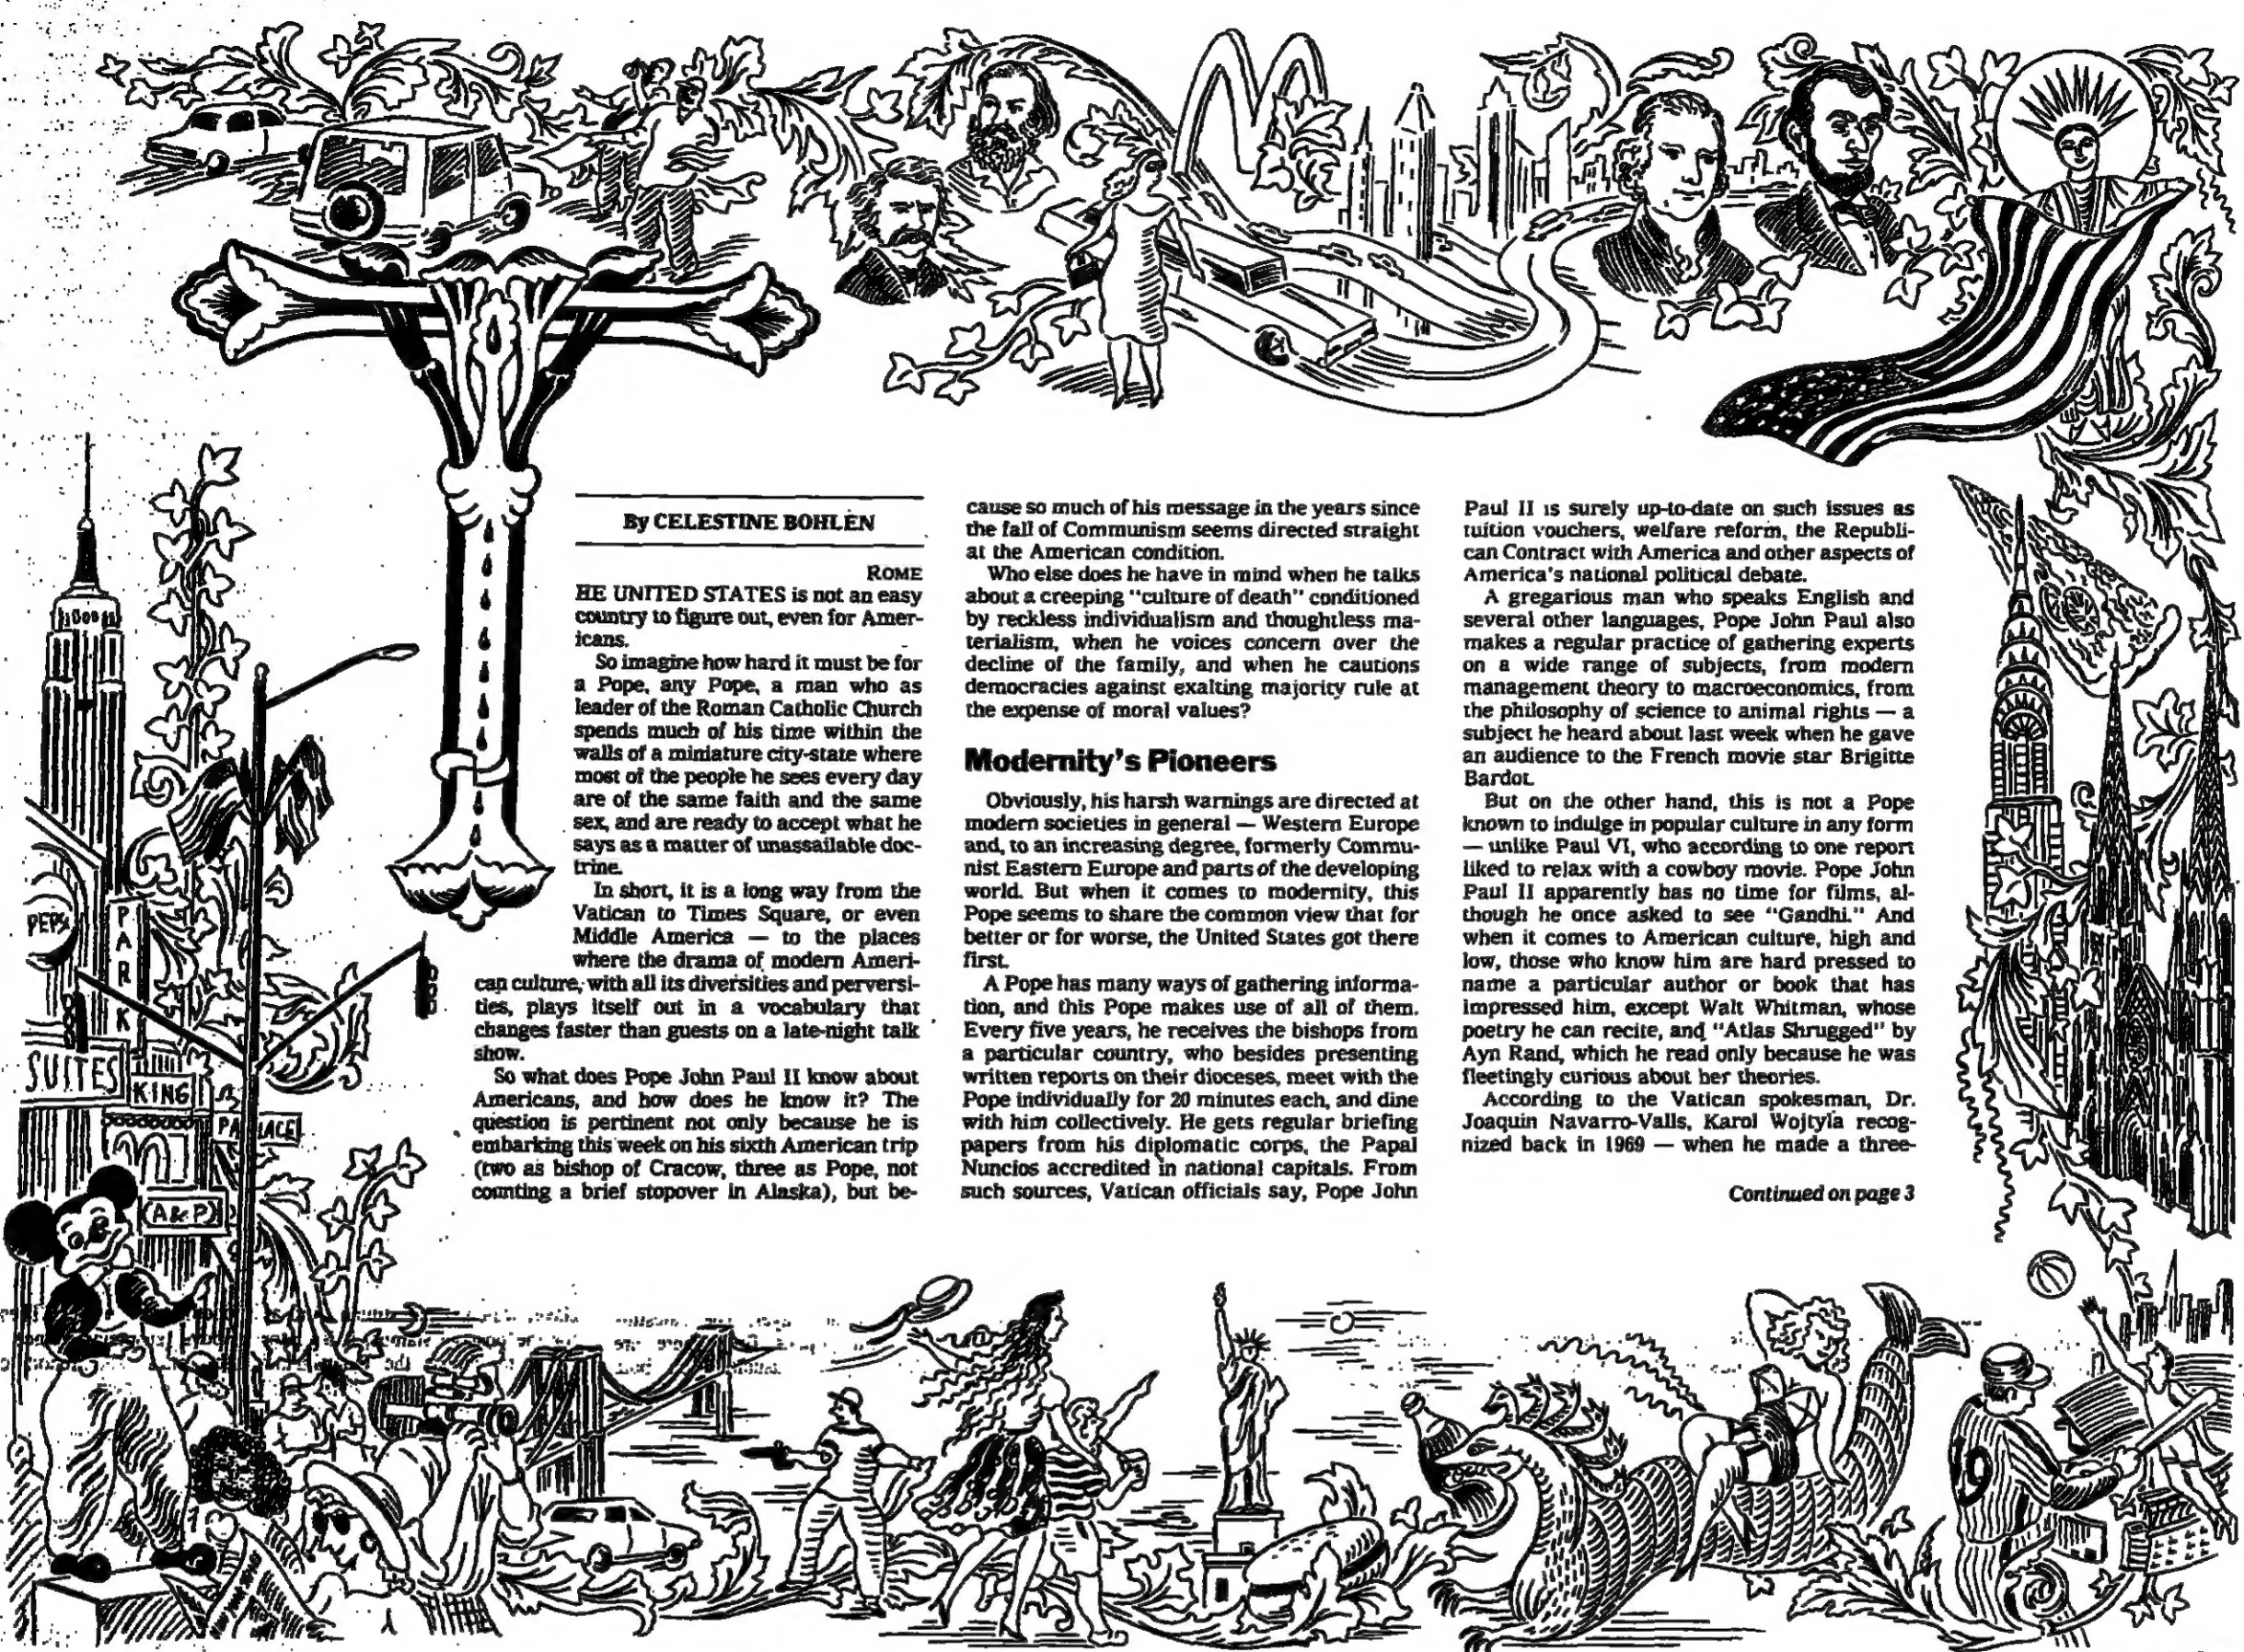 By CELESTINE BOHLEN
ROME
HE UNITED STATES is not an easy
country to figure out, even for Amer-
icans.
So imagine how hard it must be for
a Pope, any Pope, a man who as
leader of the Roman Catholic Church
spends much of his time within the
walls of a miniature city-state where
most of the people he sees every day
are of the same faith and the same
sex, and are ready to accept what he
says as a matter of unassailable doc-
trine.
In short, it is a long way from the
Vatican to Times Square, or even
Middle America — to the places
where the drama of modern Ameri-
can culture, with all its diversities and perversi-
ties, plays itself out in a vocabulary that
changes faster than guests on a late-night talk
show.
So what does Pope John Paul II know about
Americans, and how does he know it? The
question is pertinent not only because he is
embarking this week on his sixth American trip
(two as bishop of Cracow, three as Pope, not
counting a brief stopover in Alaska), but be-
cause so much of his message in the years since
the fall of Communism seems directed straight
at the American condition.
Who else does he have in mind when he talks
about a creeping "culture of death" conditioned
by reckless individualism and thoughtless ma-
terialism, when he voices concern over the
decline of the family, and when he cautions
democracies against exalting majority rule at
the expense of moral values?
Modernity's Pioneers
Obviously, his harsh warnings are directed at
modern societies in general — Western Europe
and, to an increasing degree, formerly Commu-
nist Eastern Europe and parts of the developing
world. But when it comes to modernity, this
Pope seems to share the common view that for
better or for worse, the United States got there
first.
A Pope has many ways of gathering informa-
tion, and this Pope makes use of all of them.
Every five years, he receives the bishops from
a particular country, who besides presenting
written reports on their dioceses, meet with the
Pope individually for 20 minutes each, and dine
with him collectively. He gets regular briefing
papers from his diplomatic corps, the Papal
Nuncios accredited in national capitals. From
such sources, Vatican officials say, Pope John
Paul II is surely up-to-date on such issues as
tuition vouchers, welfare reform, the Republi-
can Contract with America and other aspects of
America's national political debate.
A gregarious man who speaks English and
several other languages, Pope John Paul also
makes a regular practice of gathering experts
on a wide range of subjects, from modern
management theory to macroeconomics, from
the philosophy of science to animal rights — a
subject he heard about last week when he gave
an audience to the French movie star Brigitte
Bardot.
But on the other hand, this is not a Pope
known to indulge in popular culture in any form
— unlike Paul VI, who according to one report
liked to relax with a cowboy movie. Pope John
Paul II apparently has no time for films, al-
though he once asked to see "Gandhi." And
when it comes to American culture, high and
low, those who know him are hard pressed to
name a particular author or book that has
impressed him, except Walt Whitman, whose
poetry he can recite, and "Atlas Shrugged" by
Ayn Rand, which he read only because he was
fleetingly curious about her theories.
According to the Vatican spokesman, Dr.
Joaquin Navarro-Valls, Karol Wojtyla recog-
nized back in 1969 — when he made a three-
Continued on page 3
PEPSI
PARK
SUITES
KING
PALACE
A&P
19